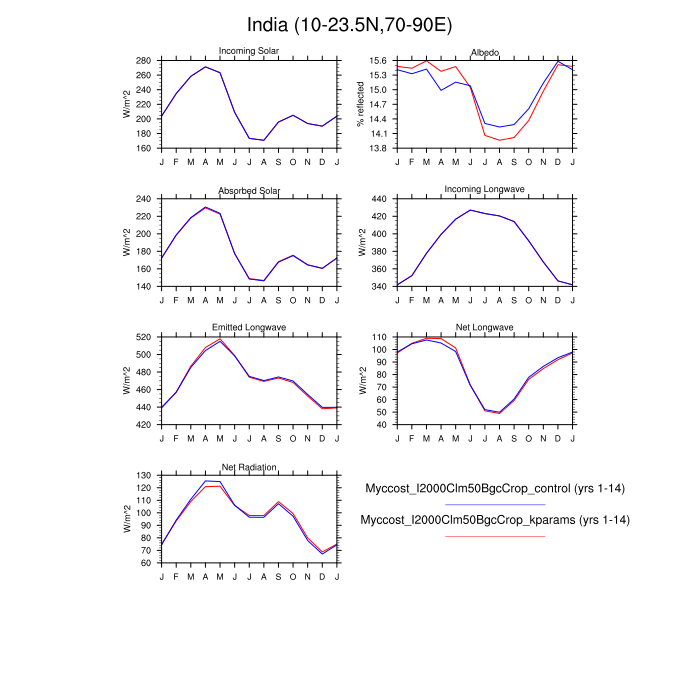 India (10-23.5N,70-90E)
Incoming Solar
W/m^2
280
260
240
220
200
180
160
J F M A M J J A S O N D J
Albedo
% reflected
15.6
15.3
15.0
14.7
14.4
14.1
13.8
J F M A M J J A S O N D J
Absorbed Solar
W/m^2
240
220
200
180
160
140
J F M A M J J A S O N D J
Incoming Longwave
W/m^2
440
420
400
380
360
340
J F M A M J J A S O N D J
Emitted Longwave
W/m^2
520
500
480
460
440
420
J F M A M J J A S O N D J
Net Longwave
W/m^2
110
100
90
80
70
60
50
40
J F M A M J J A S O N D J
Net Radiation
W/m^2
130
120
110
100
90
80
70
60
J F M A M J J A S O N D J
Myccost_I2000Clm50BgcCrop_control (yrs 1-14)
Myccost_I2000Clm50BgcCrop_kparams (yrs 1-14)